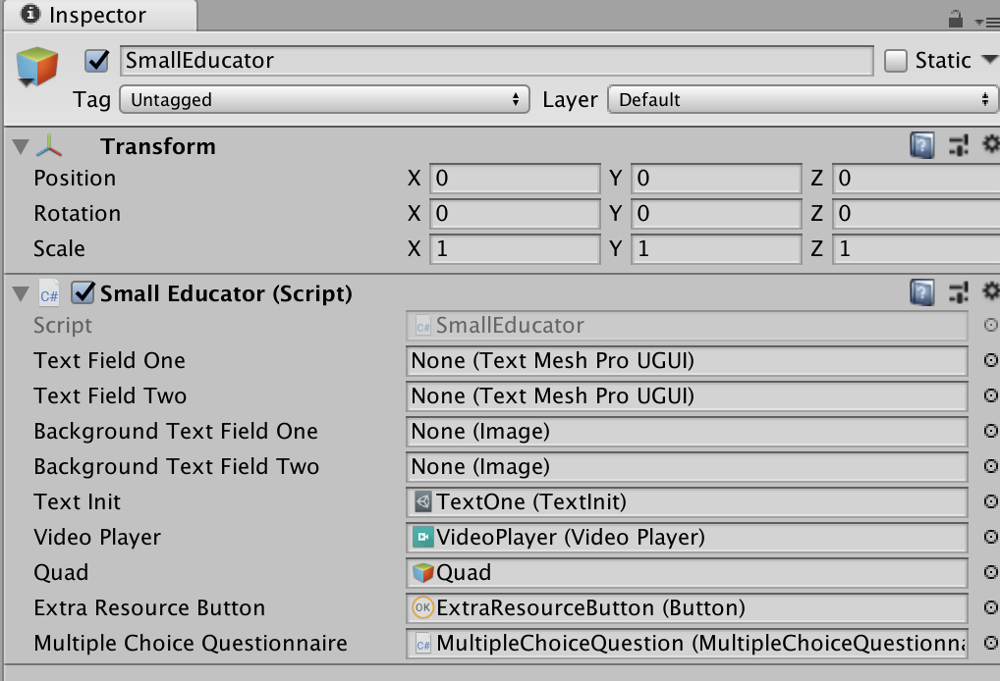 Inspector
SmallEducator Static
Tag Untagged Layer Default
Transform
Position X 0 Y 0 Z 0
Rotation X 0 Y 0 Z 0
Scale X 1 Y 1 Z 1
C# Small Educator (Script)
Script C# SmallEducator
Text Field One None (Text Mesh Pro UGUI)
Text Field Two None (Text Mesh Pro UGUI)
Background Text Field One None (Image)
Background Text Field Two None (Image)
Text Init TextOne (TextInit)
Video Player VideoPlayer (Video Player)
Quad Quad
Extra Resource Button OK ExtraResourceButton (Button)
Multiple Choice Questionnaire C# MultipleChoiceQuestion (MultipleChoiceQuestionna